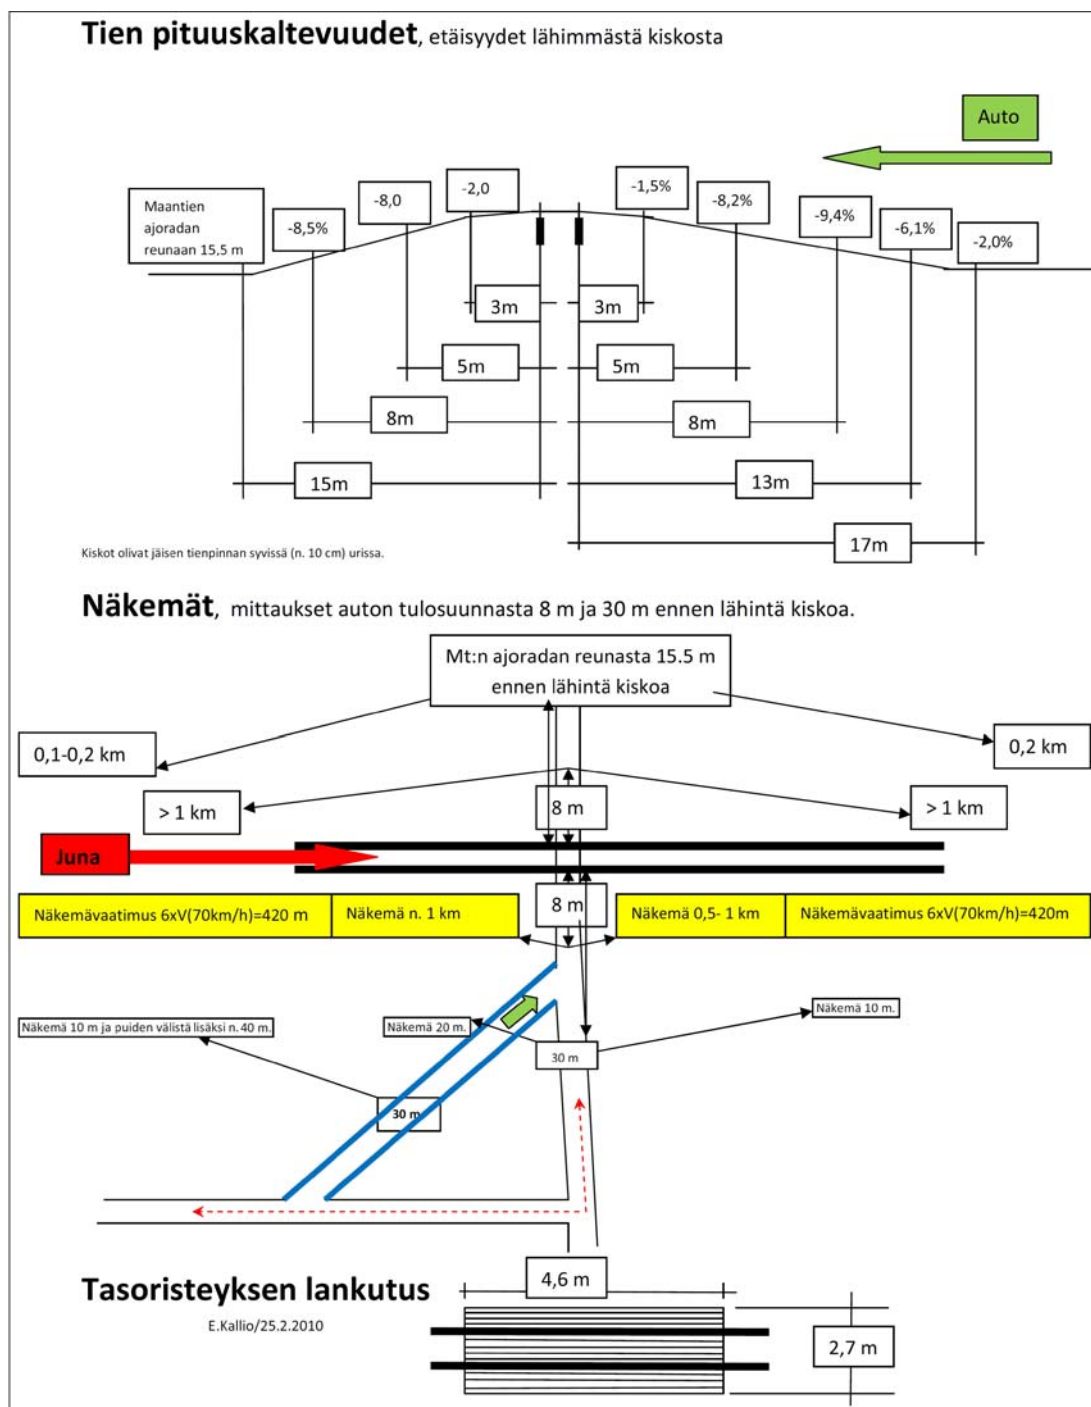 Tien pituuskaltevuudet, etäisyydet lähimmästä kiskosta
Auto
Maantien
ajoradan
reunaan 15,5 m
-8,5%
-8,0
-2,0
-1,5%
-8,2%
-9,4%
-6,1%
-2,0%
3m
3m
5m
5m
8m
8m
15m
13m
17m
Kiskot olivat jäisen tienpinnan syvissä (n. 10 cm) urissa.
Näkemät, mittaukset auton tulosuunnasta 8 m ja 30 m ennen lähintä kiskoa.
Mt:n ajoradan reunasta 15.5 m
ennen lähintä kiskoa
0,1-0,2 km
0,2 km
> 1 km
8 m
> 1 km
Juna
Näkemävaatimus 6xV(70km/h)=420 m
Näkemä n. 1 km
8 m
Näkemä 0,5- 1 km
Näkemävaatimus 6xV(70km/h)=420m
Näkemä 10 m ja puiden välistä lisäksi n. 40 m.
Näkemä 20 m.
Näkemä 10 m.
30 m
30 m
Tasoristeyksen lankutus
4,6 m
E.Kallio/25.2.2010
2,7 m